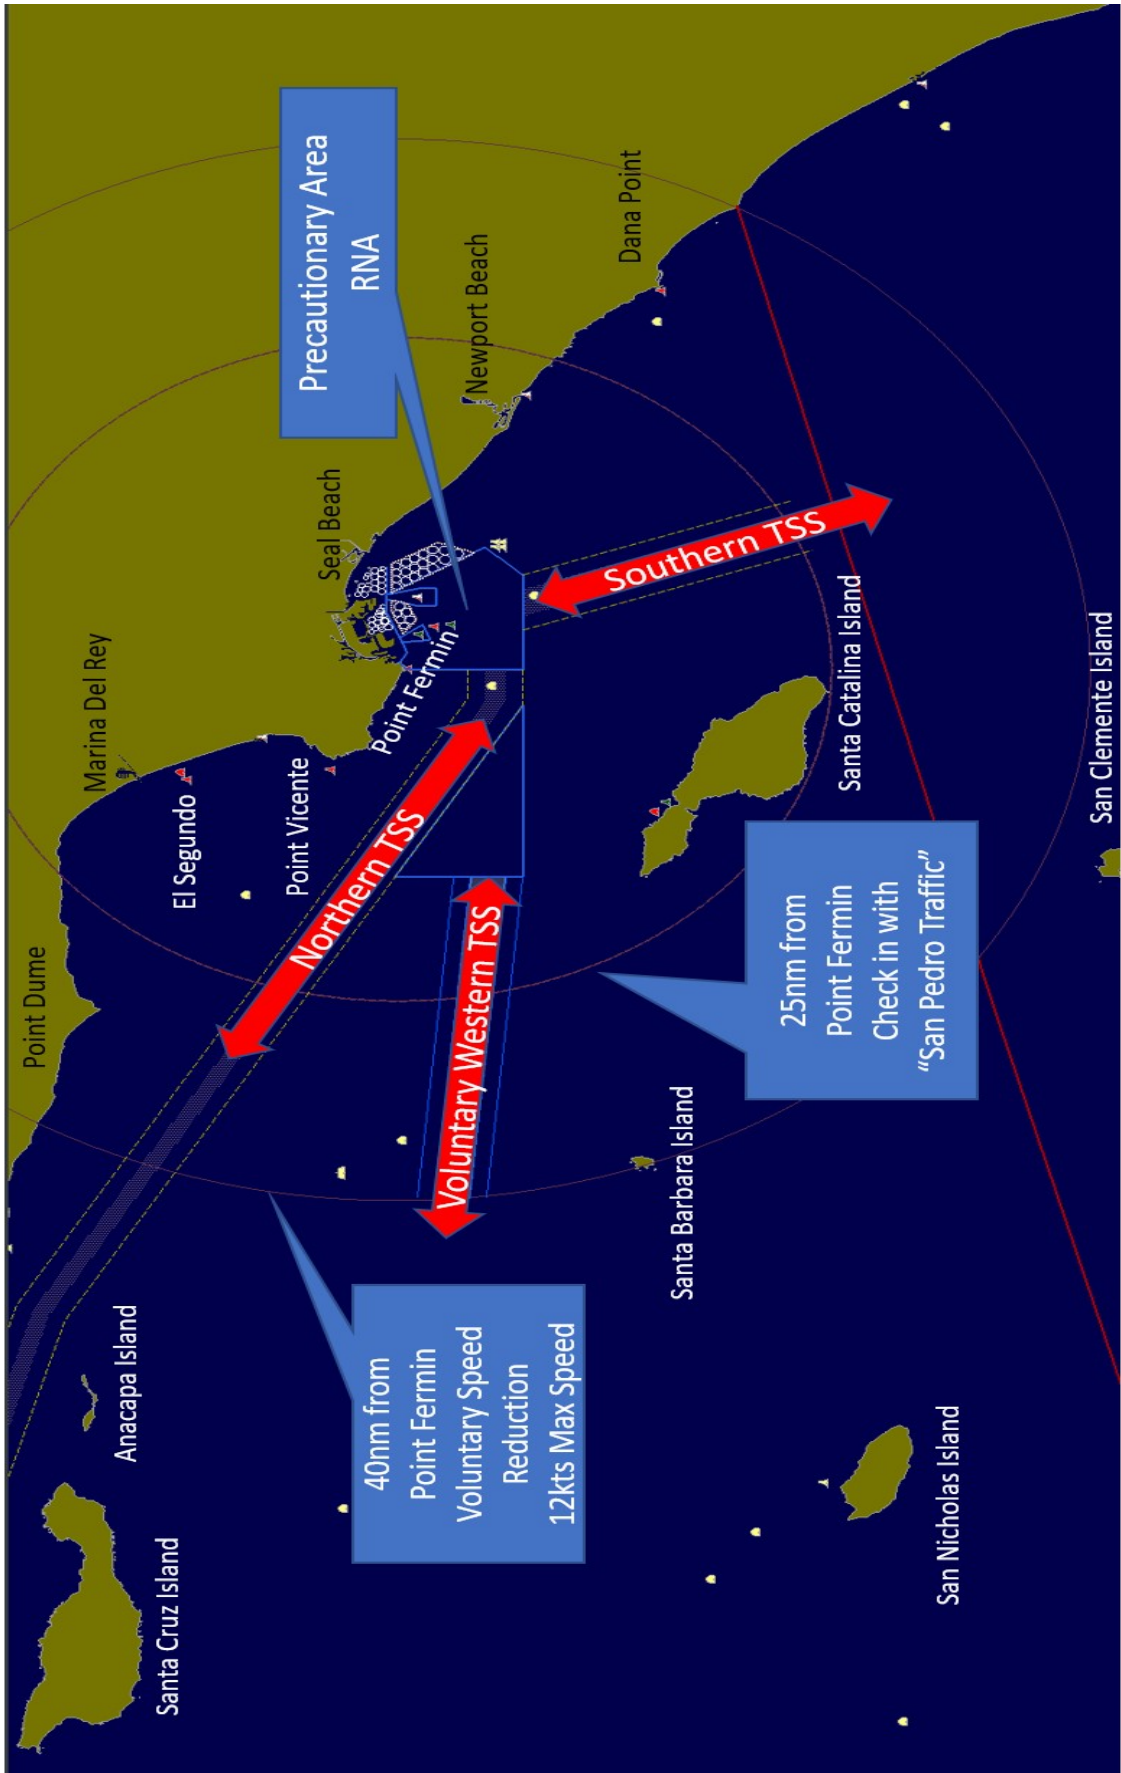 Santa Cruz Island
Anacapa Island
Point Dume
Marina Del Rey
El Segundo
Point Vicente
Point Fermin
Seal Beach
Precautionary Area
RNA
Newport Beach
Dana Point
Northern TSS
40nm from
Point Fermin
Voluntary Speed
Reduction
12kts Max Speed
Voluntary Western TSS
Southern TSS
Santa Barbara Island
25nm from
Point Fermin
Check in with
“San Pedro Traffic”
Santa Catalina Island
San Nicholas Island
San Clemente Island